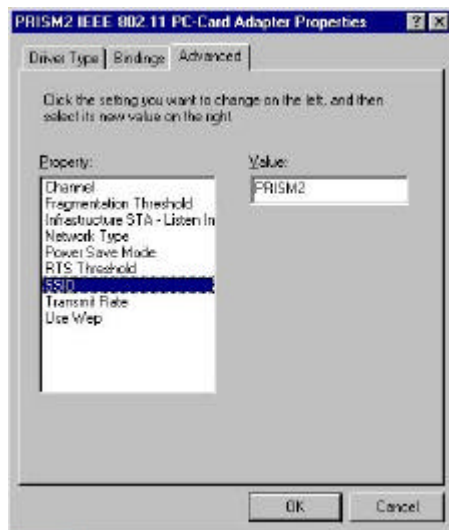 PRISM2 IEEE 802.11 PC-Card Adapter Properties
Driver Type Bindings Advanced
Click the setting you want to change on the left, and then
select its new value on the right.
Property: Value:
Channel PRISM2
Fragmentation Threshold
Infrastructure STA - Listen In
Network Type
Power Save Mode
RTS Threshold
SSID
Transmit Rate
Use Wep
OK Cancel